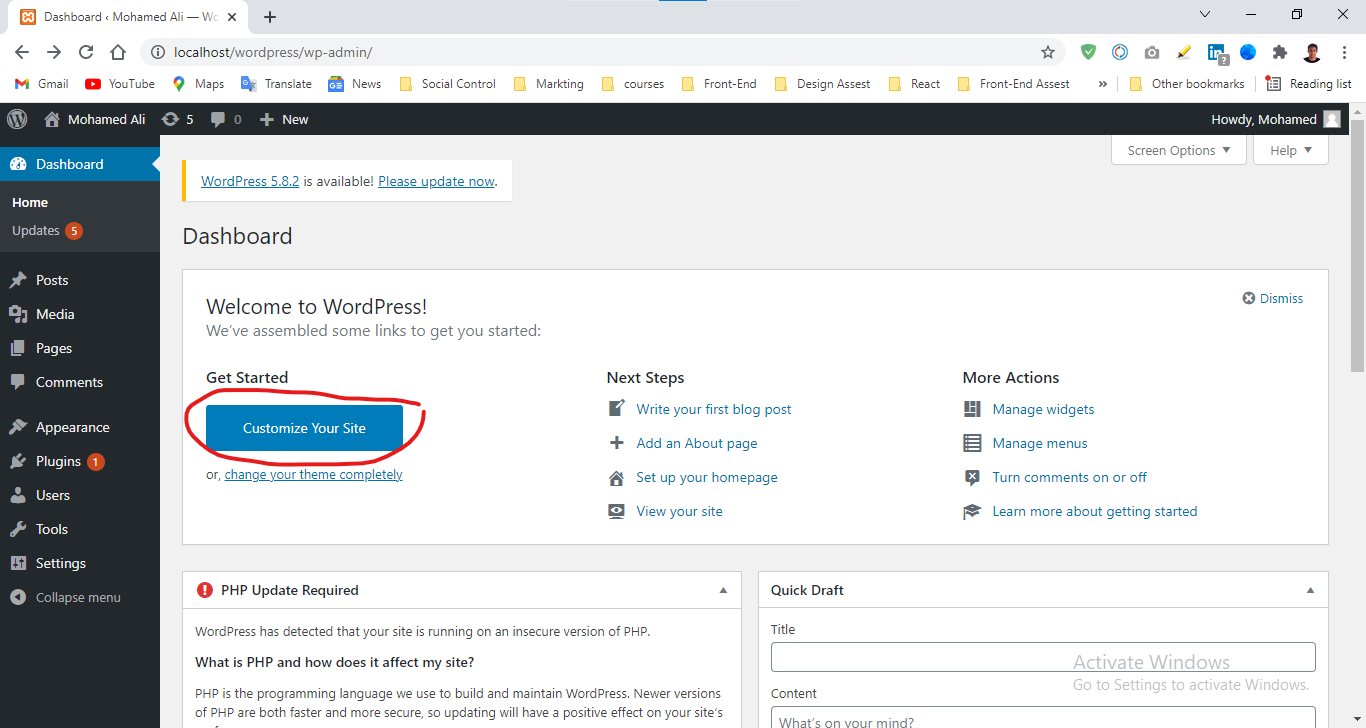 Dashboard ‹ Mohamed Ali — Wo
localhost/wordpress/wp-admin/
Gmail YouTube Maps Translate News Social Control Markting courses Front-End Design Assest React Front-End Assest » Other bookmarks Reading list
Mohamed Ali 5 0 New Howdy, Mohamed
Screen Options Help
Dashboard
Home
Updates 5
Posts
Media
Pages
Comments
Appearance
Plugins 1
Users
Tools
Settings
Collapse menu
WordPress 5.8.2 is available! Please update now.
Dashboard
Welcome to WordPress!
Dismiss
We've assembled some links to get you started:
Get Started
Customize Your Site
or, change your theme completely
Next Steps
Write your first blog post
Add an About page
Set up your homepage
View your site
More Actions
Manage widgets
Manage menus
Turn comments on or off
Learn more about getting started
PHP Update Required
WordPress has detected that your site is running on an insecure version of PHP.
What is PHP and how does it affect my site?
PHP is the programming language we use to build and maintain WordPress. Newer versions
of PHP are both faster and more secure, so updating will have a positive effect on your site's
Quick Draft
Title
Content
What's on your mind?
Activate Windows
Go to Settings to activate Windows.